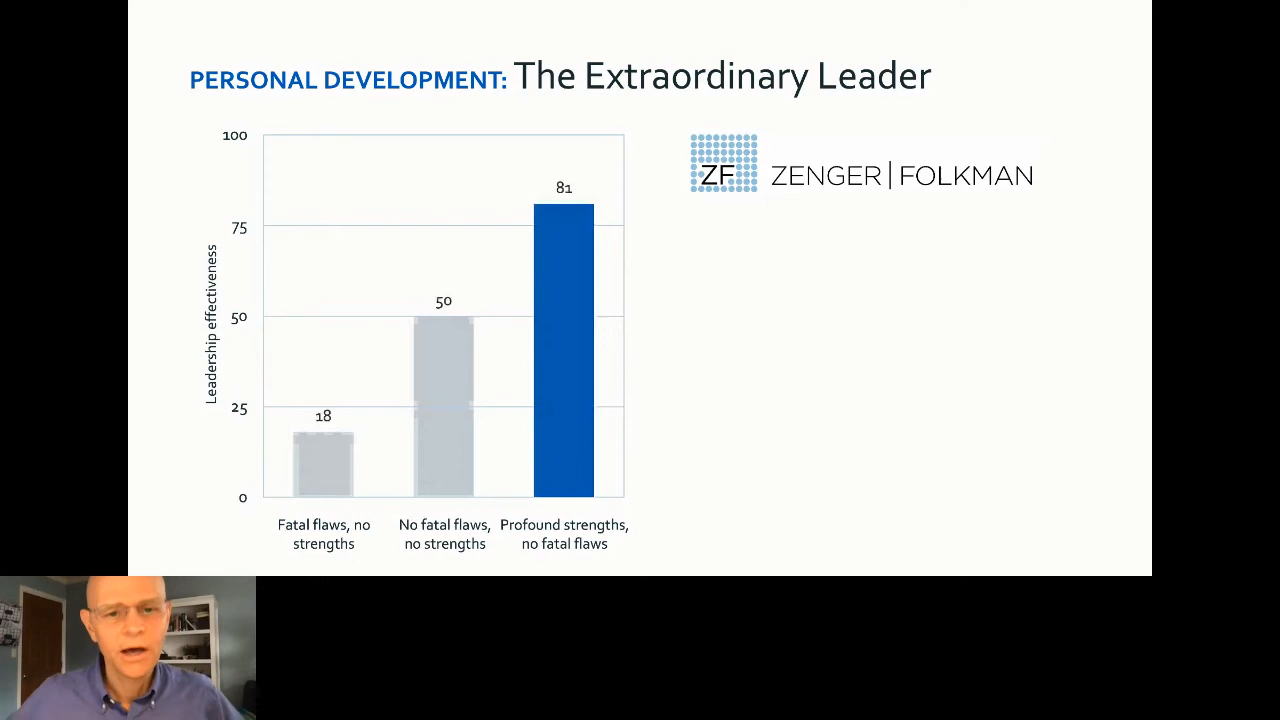 PERSONAL DEVELOPMENT: The Extraordinary Leader
100
75
50
25
0
Leadership effectiveness
18
50
81
Fatal flaws, no
strengths
No fatal flaws,
no strengths
Profound strengths,
no fatal flaws
ZF ZENGER | FOLKMAN